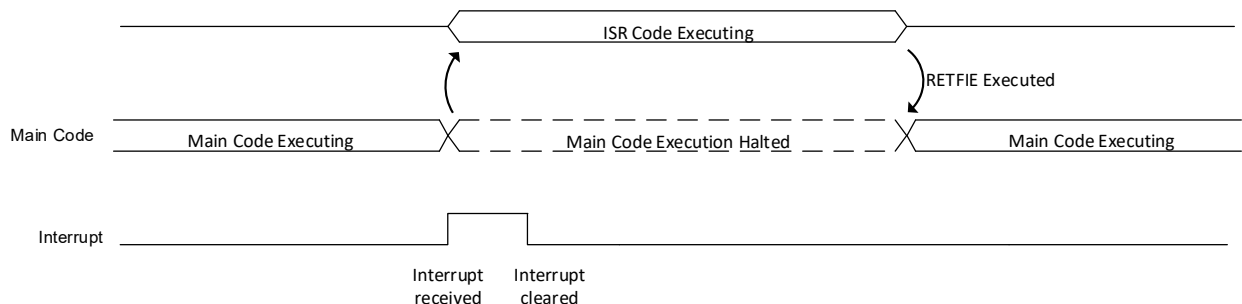 ISR Code Executing
RETFIE Executed
Main Code
Main Code Executing
Main Code Execution Halted
Main Code Executing
Interrupt
Interrupt
received
Interrupt
cleared